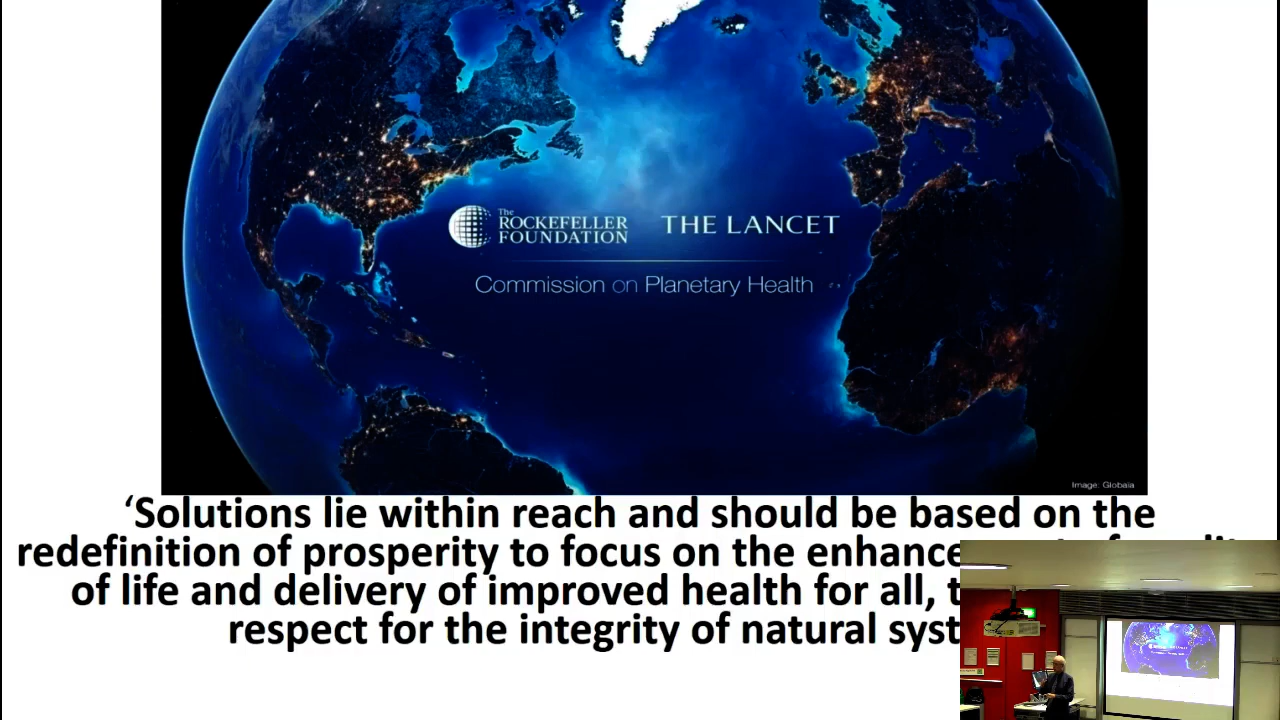 The
ROCKEFELLER
FOUNDATION
THE LANCET
Commission on Planetary Health
Image: Globaïa
‘Solutions lie within reach and should be based on the
redefinition of prosperity to focus on the enhance
of life and delivery of improved health for all, t
respect for the integrity of natural syst